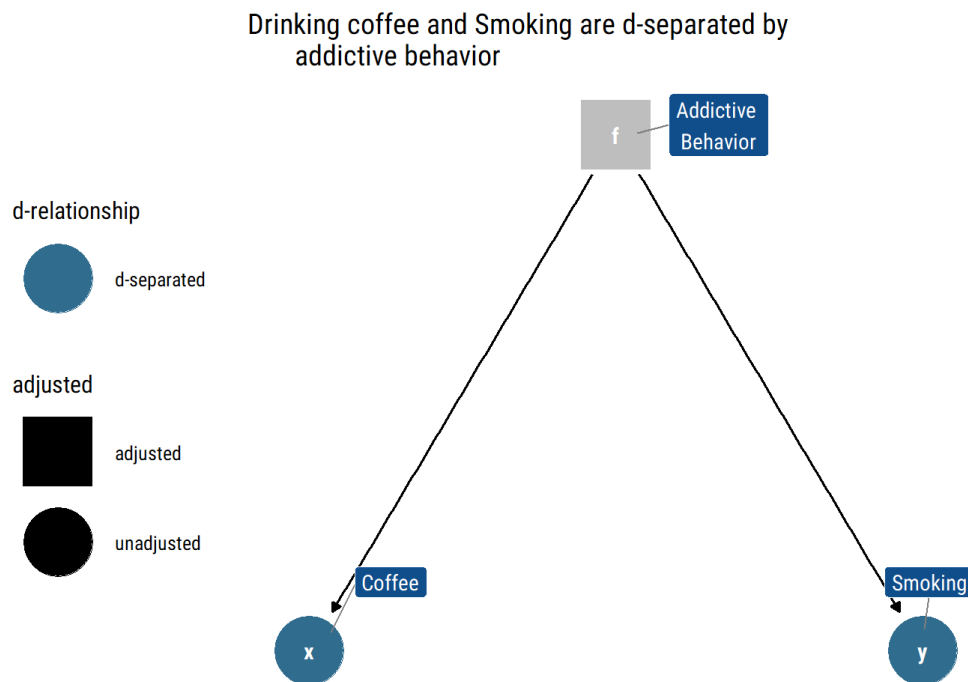 Drinking coffee and Smoking are d-separated by
addictive behavior
f
Addictive
Behavior
d-relationship
d-separated
adjusted
adjusted
unadjusted
Coffee
Smoking
x
y